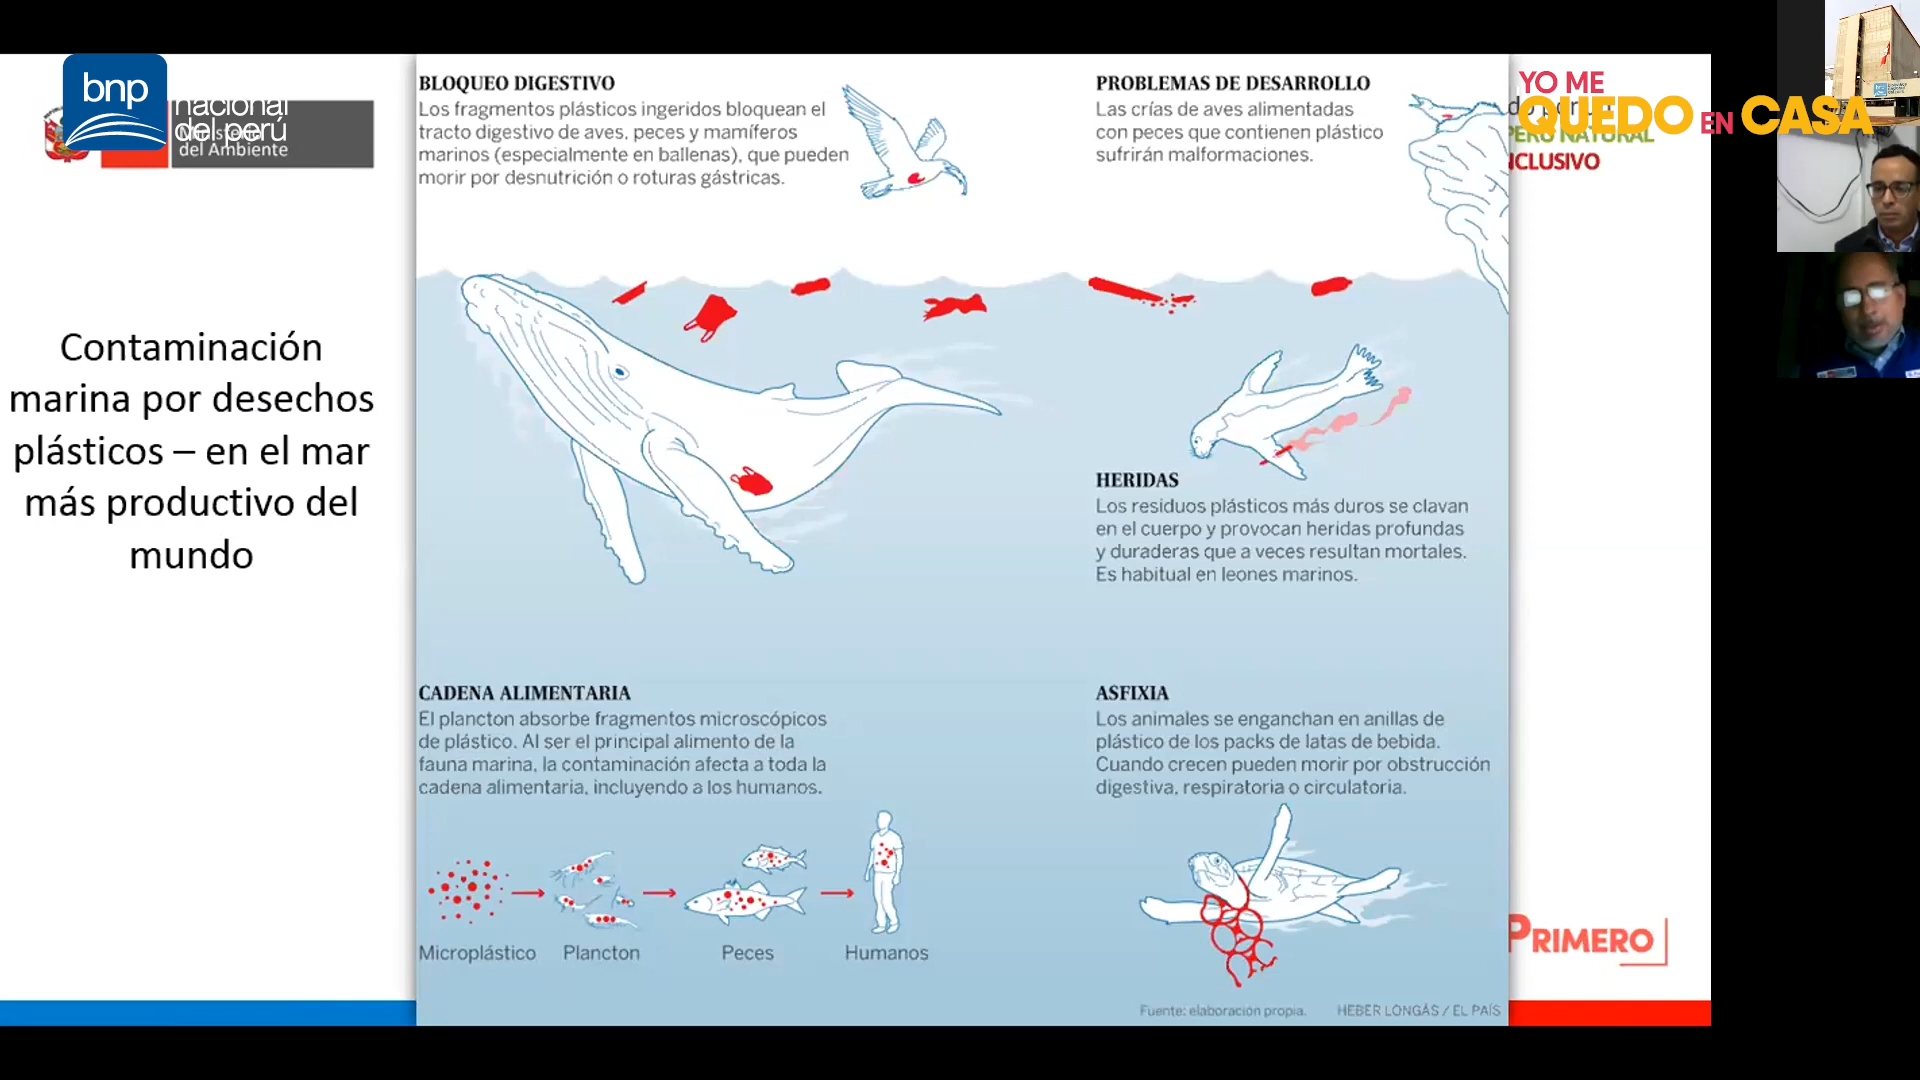 bnp
nacional
del perú
Ministerio
del Ambiente
YO ME
QUEDO EN CASA
PERÚ NATURAL
INCLUSIVO
Contaminación
marina por desechos
plásticos – en el mar
más productivo del
mundo
BLOQUEO DIGESTIVO
Los fragmentos plásticos ingeridos bloquean el
tracto digestivo de aves, peces y mamíferos
marinos (especialmente en ballenas), que pueden
morir por desnutrición o roturas gástricas.
PROBLEMAS DE DESARROLLO
Las crías de aves alimentadas
con peces que contienen plástico
sufrirán malformaciones.
HERIDAS
Los residuos plásticos más duros se clavan
en el cuerpo y provocan heridas profundas
y duraderas que a veces resultan mortales.
Es habitual en leones marinos.
CADENA ALIMENTARIA
El plancton absorbe fragmentos microscópicos
de plástico. Al ser el principal alimento de la
fauna marina, la contaminación afecta a toda la
cadena alimentaria, incluyendo a los humanos.
Microplástico Plancton Peces Humanos
ASFIXIA
Los animales se enganchan en anillas de
plástico de los packs de latas de bebida.
Cuando crecen pueden morir por obstrucción
digestiva, respiratoria o circulatoria.
PRIMERO
Fuente: elaboración propia. HEBER LONGÁS / EL PAÍS